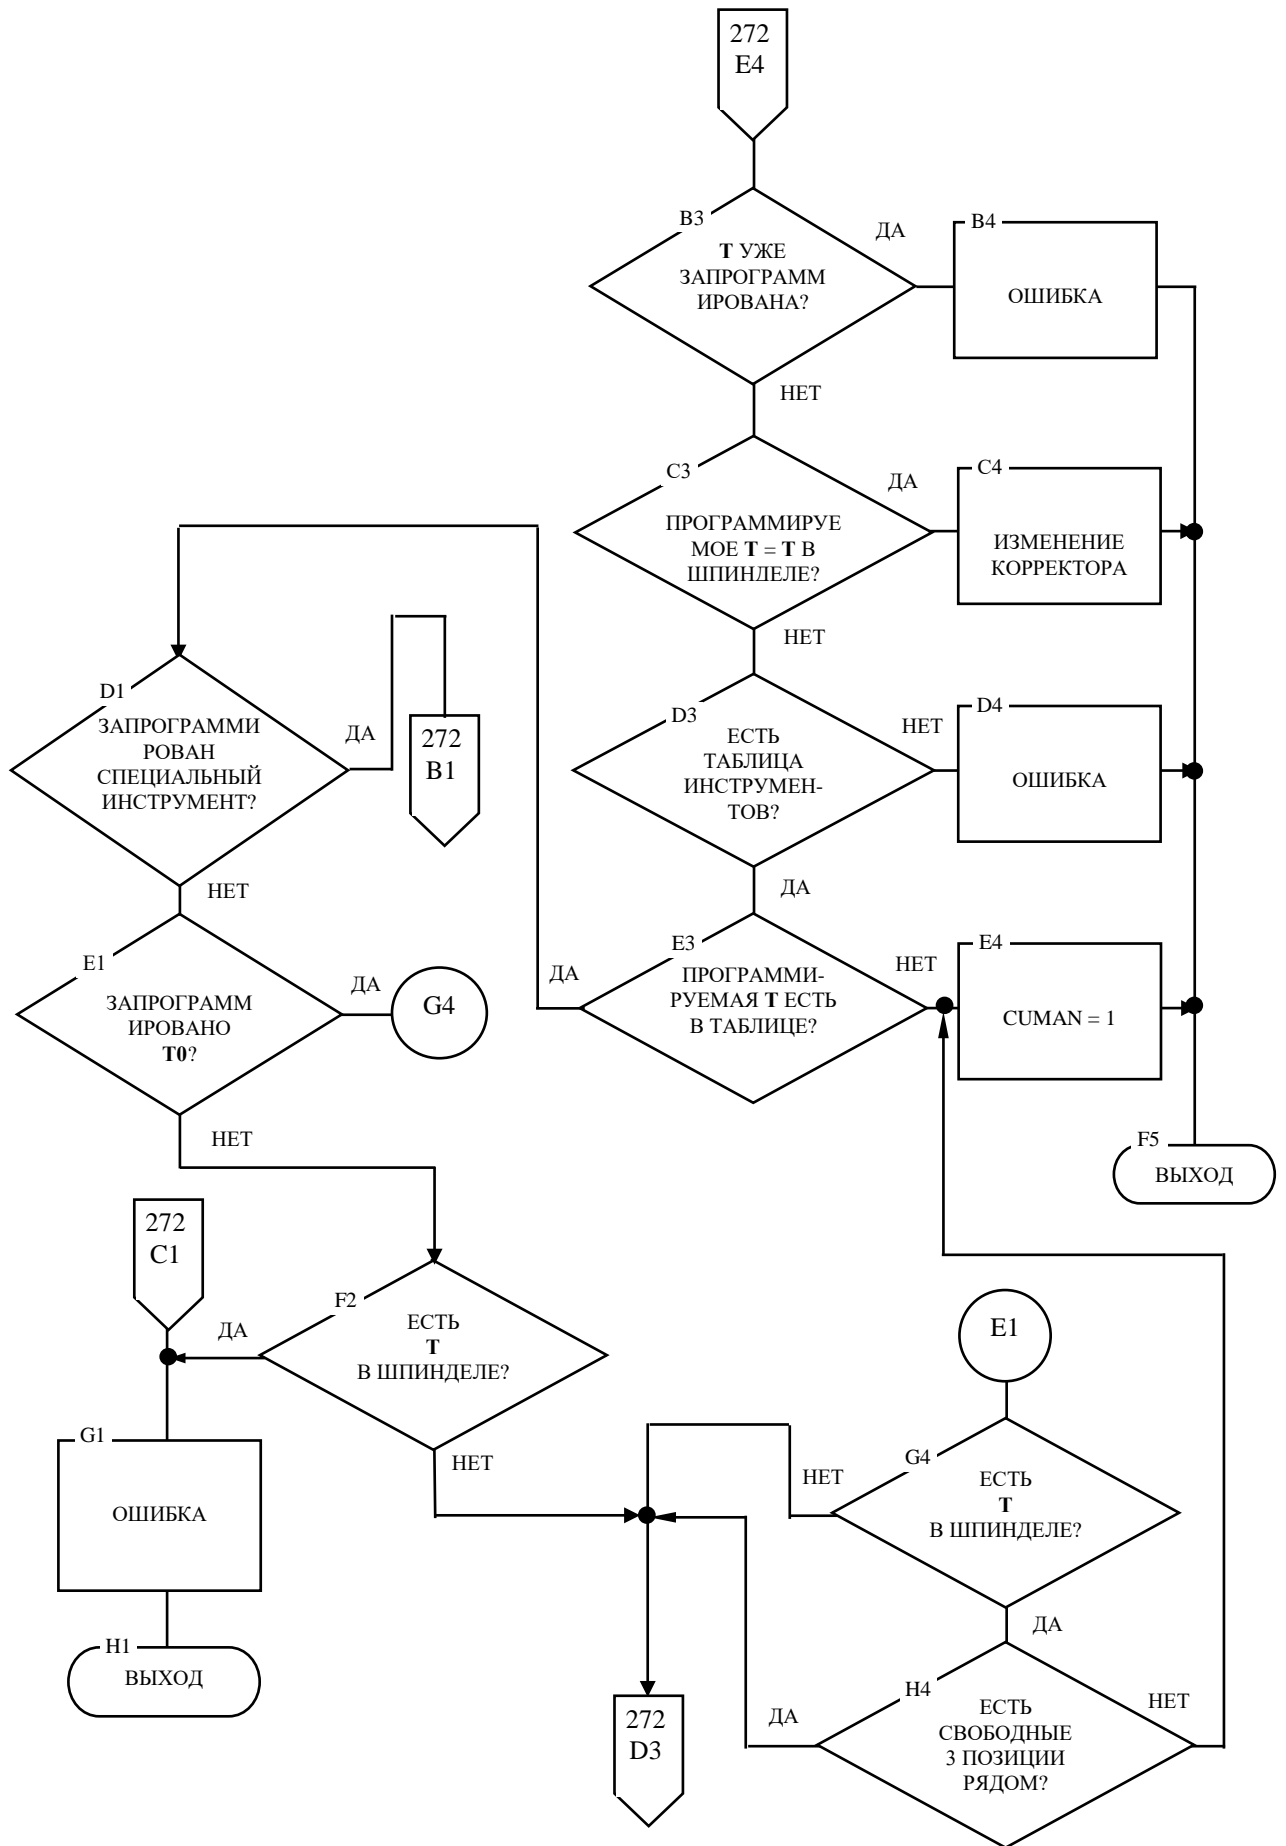 272
E4
B3
Т УЖЕ
ЗАПРОГРАММ
ИРОВАНА?
ДА
B4
ОШИБКА
НЕТ
C3
ПРОГРАММИРУЕ
МОЕ Т = Т В
ШПИНДЕЛЕ?
ДА
C4
ИЗМЕНЕНИЕ
КОРРЕКТОРА
НЕТ
D1
ЗАПРОГРАММИ
РОВАН
СПЕЦИАЛЬНЫЙ
ИНСТРУМЕНТ?
ДА
272
B1
D3
ЕСТЬ
ТАБЛИЦА
ИНСТРУМЕН-
ТОВ?
НЕТ
D4
ОШИБКА
НЕТ
ДА
E1
ЗАПРОГРАММ
ИРОВАНО
Т0?
ДА
G4
ДА
E3
ПРОГРАММИ-
РУЕМАЯ Т ЕСТЬ
В ТАБЛИЦЕ?
НЕТ
E4
CUMAN = 1
НЕТ
F5
ВЫХОД
272
C1
ДА
F2
ЕСТЬ
Т
В ШПИНДЕЛЕ?
E1
G1
ОШИБКА
НЕТ
НЕТ
G4
ЕСТЬ
Т
В ШПИНДЕЛЕ?
ДА
H1
ВЫХОД
272
D3
ДА
H4
ЕСТЬ
СВОБОДНЫЕ
3 ПОЗИЦИИ
РЯДОМ?
НЕТ